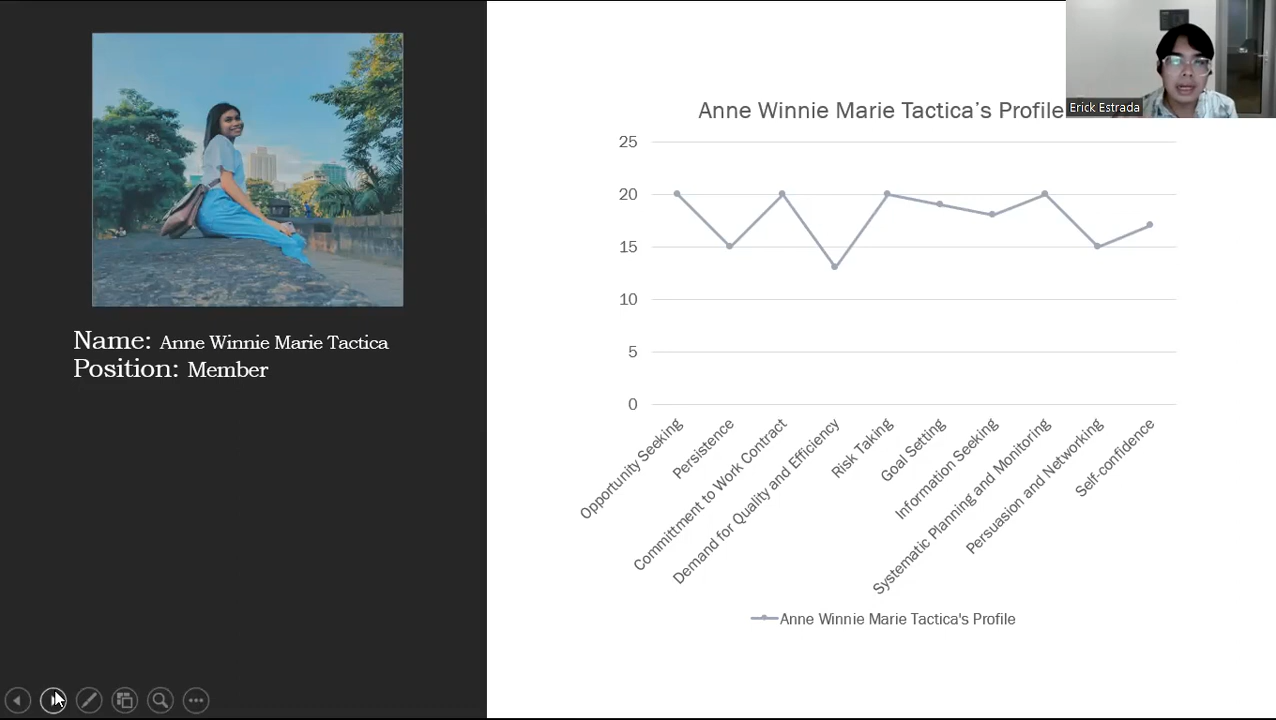 Name: Anne Winnie Marie Tactica
Position: Member
Anne Winnie Marie Tactica’s Profile
Erick Estrada
25
20
15
10
5
0
Opportunity Seeking
Persistence
Committment to Work Contract
Demand for Quality and Efficiency
Risk Taking
Goal Setting
Information Seeking
Systematic Planning and Monitoring
Persuasion and Networking
Self-confidence
Anne Winnie Marie Tactica's Profile